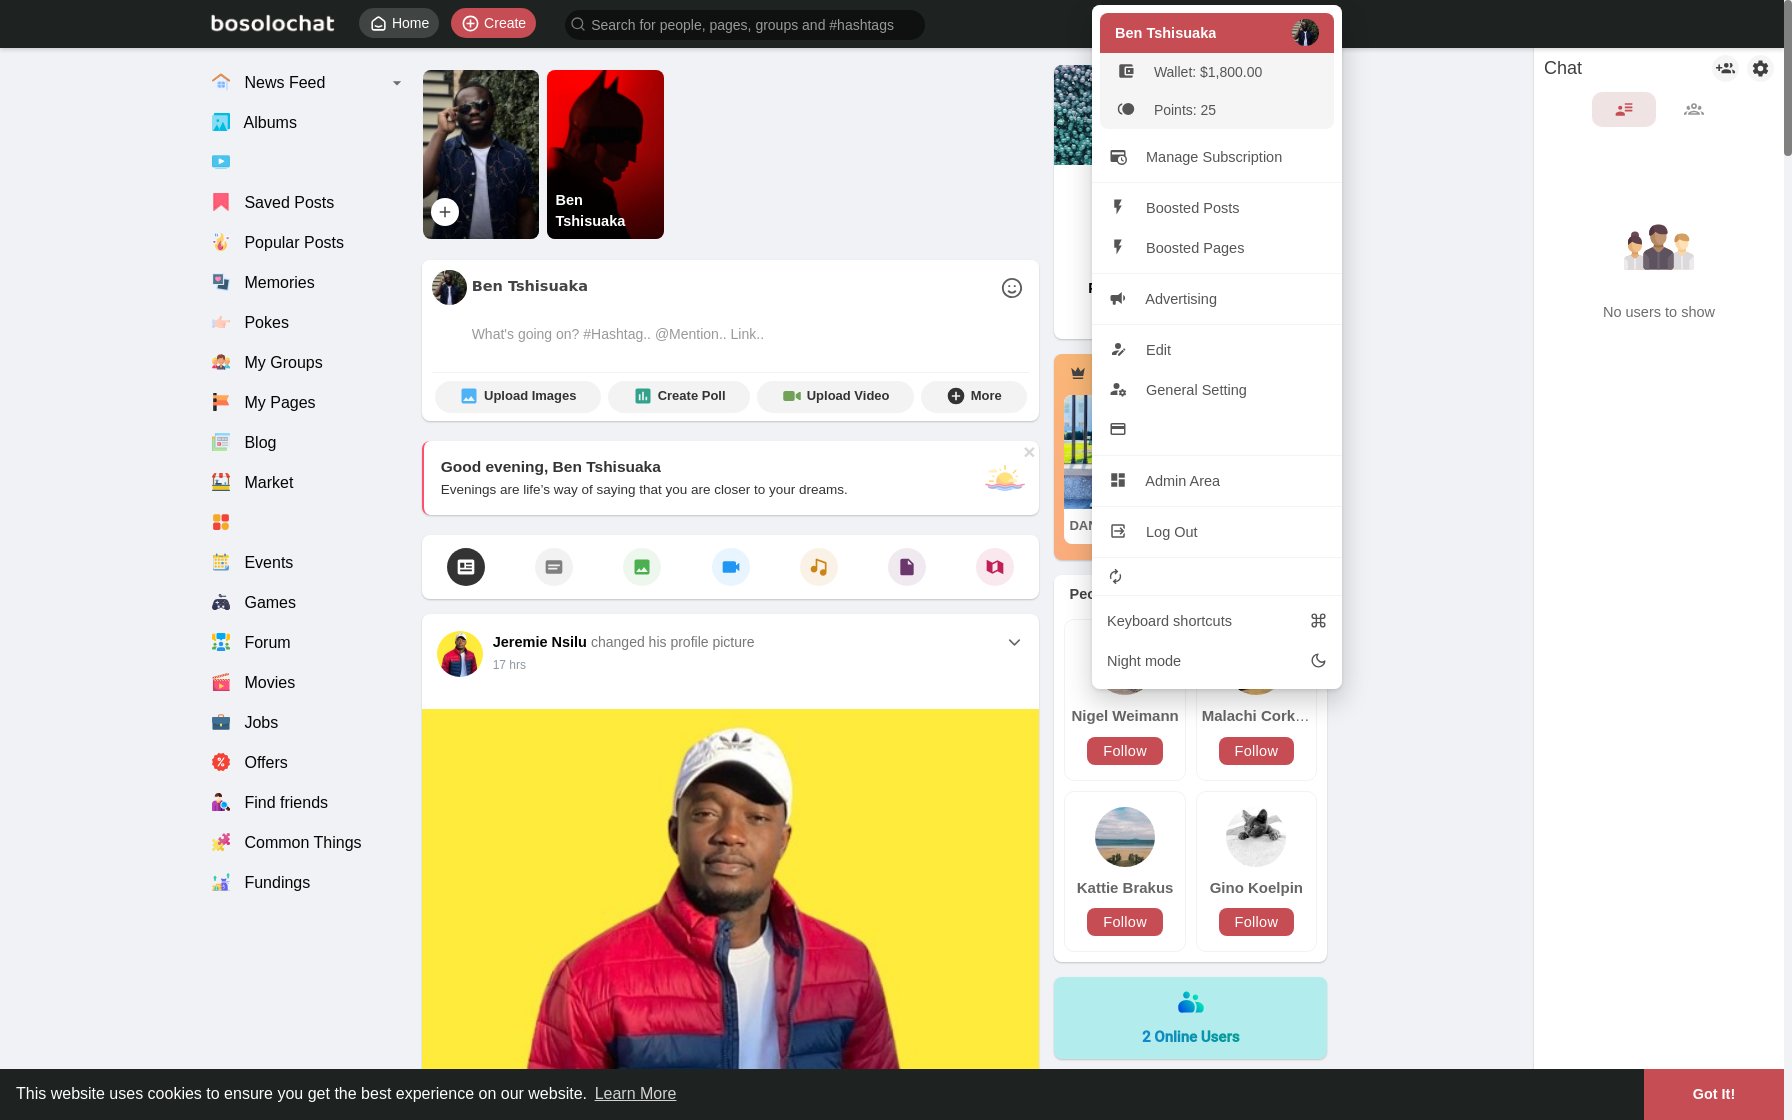 bosolochat
Home
Create
Search for people, pages, groups and #hashtags
News Feed
Albums
Saved Posts
Popular Posts
Memories
Pokes
My Groups
My Pages
Blog
Market
Events
Games
Forum
Movies
Jobs
Offers
Find friends
Common Things
Fundings
Ben
Tshisuaka
Ben Tshisuaka
What's going on? #Hashtag.. @Mention.. Link..
Upload Images
Create Poll
Upload Video
More
Good evening, Ben Tshisuaka
Evenings are life’s way of saying that you are closer to your dreams.
Jeremie Nsilu changed his profile picture
17 hrs
Ben Tshisuaka
Wallet: $1,800.00
Points: 25
Manage Subscription
Boosted Posts
Boosted Pages
Advertising
Edit
General Setting
Admin Area
Log Out
Keyboard shortcuts
Night mode
Nigel Weimann
Follow
Malachi Cork...
Follow
Kattie Brakus
Follow
Gino Koelpin
Follow
2 Online Users
Chat
No users to show
This website uses cookies to ensure you get the best experience on our website. Learn More
Got It!